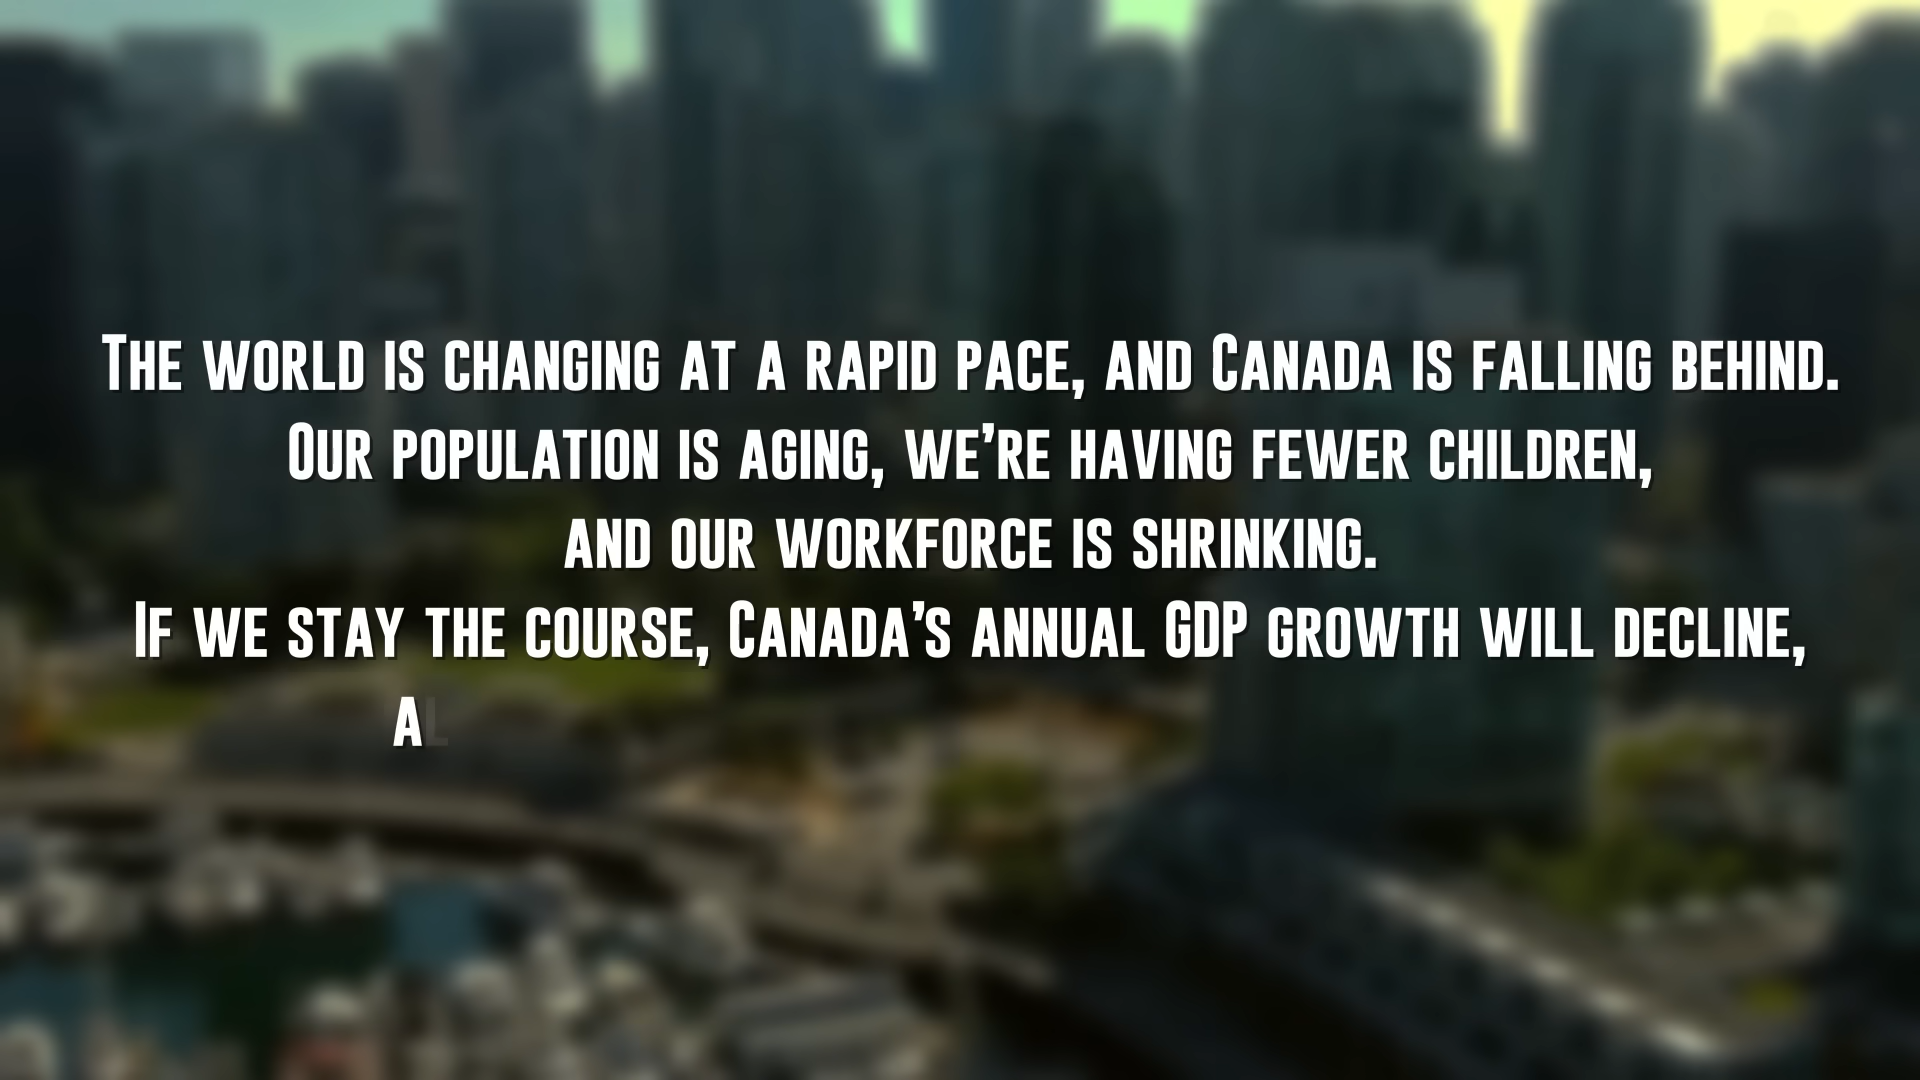 The world is changing at a rapid pace, and Canada is falling behind.
Our population is aging, we’re having fewer children,
and our workforce is shrinking.
If we stay the course, Canada’s annual GDP growth will decline,
al